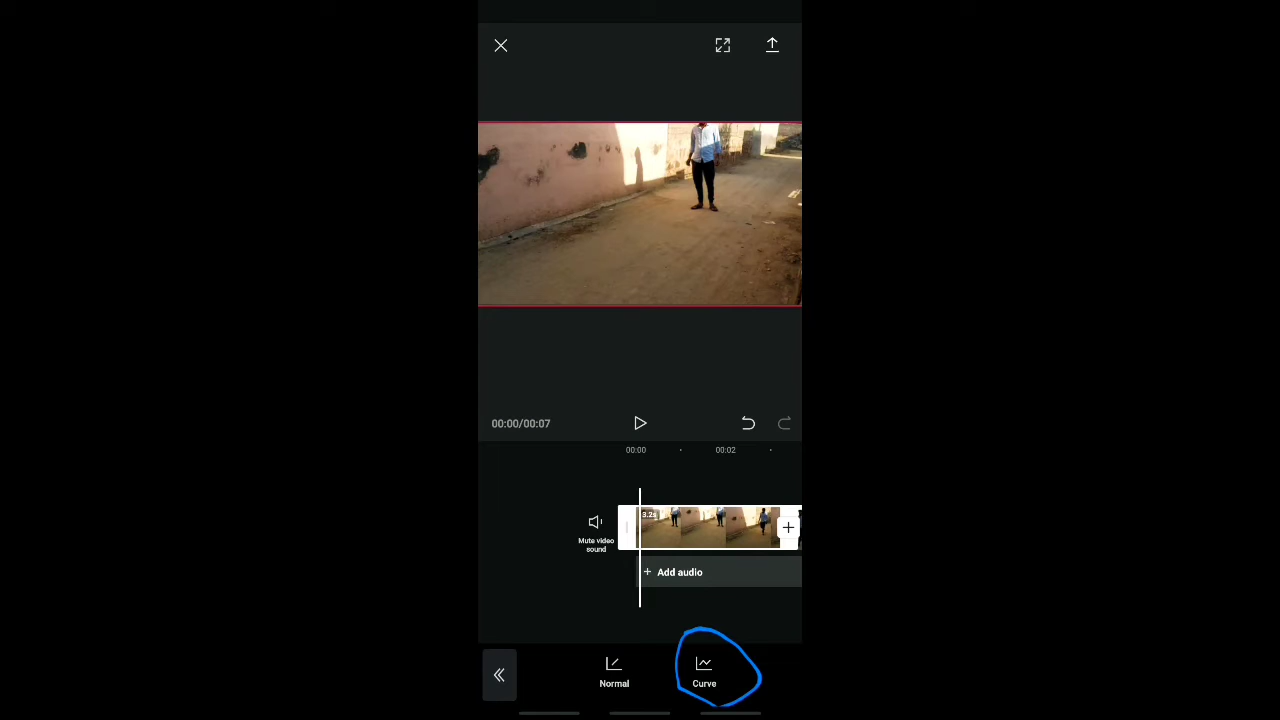 00:00/00:07
00:00
00:02
3.2s
Mute video
sound
+ Add audio
Normal
Curve